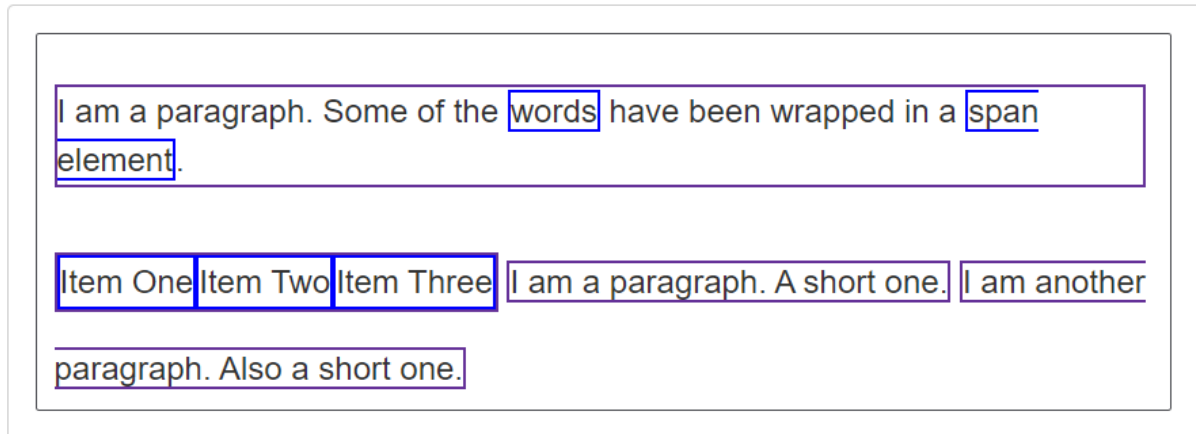 I am a paragraph. Some of the words have been wrapped in a span
element.
Item One Item Two Item Three I am a paragraph. A short one. I am another
paragraph. Also a short one.